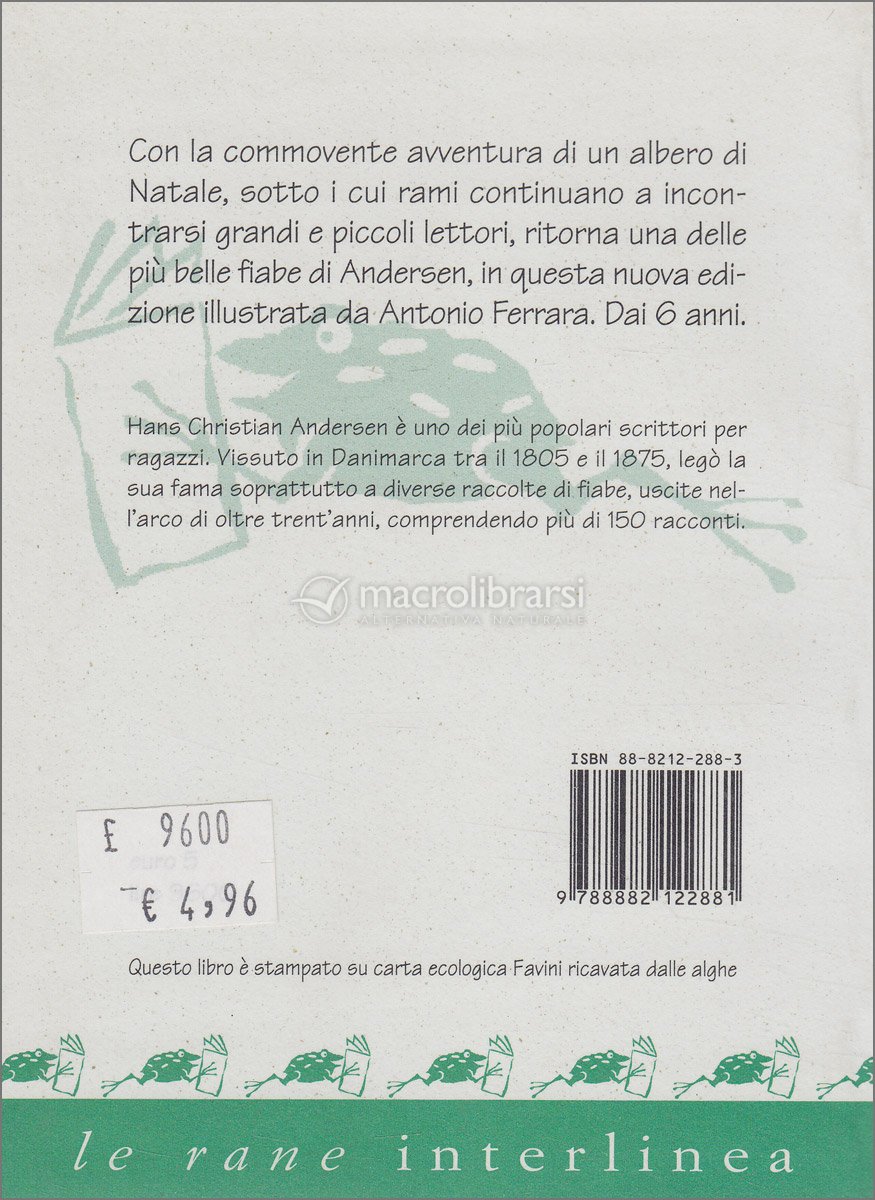 Con la commovente avventura di un albero di
Natale, sotto i cui rami continuano a incon-
trarsi grandi e piccoli lettori, ritorna una delle
più belle fiabe di Andersen, in questa nuova edi-
zione illustrata da Antonio Ferrara. Dai 6 anni.
Hans Christian Andersen è uno dei più popolari scrittori per
ragazzi. Vissuto in Danimarca tra il 1805 e il 1875, legò la
sua fama soprattutto a diverse raccolte di fiabe, uscite nel-
l'arco di oltre trent'anni, comprendendo più di 150 racconti.
macrolibrarsi
ALTERNATIVA NATURALE
ISBN 88-8212-288-3
9 788882 122881
£ 9600
€ 4,96
Questo libro è stampato su carta ecologica Favini ricavata dalle alghe
le rane interlinea